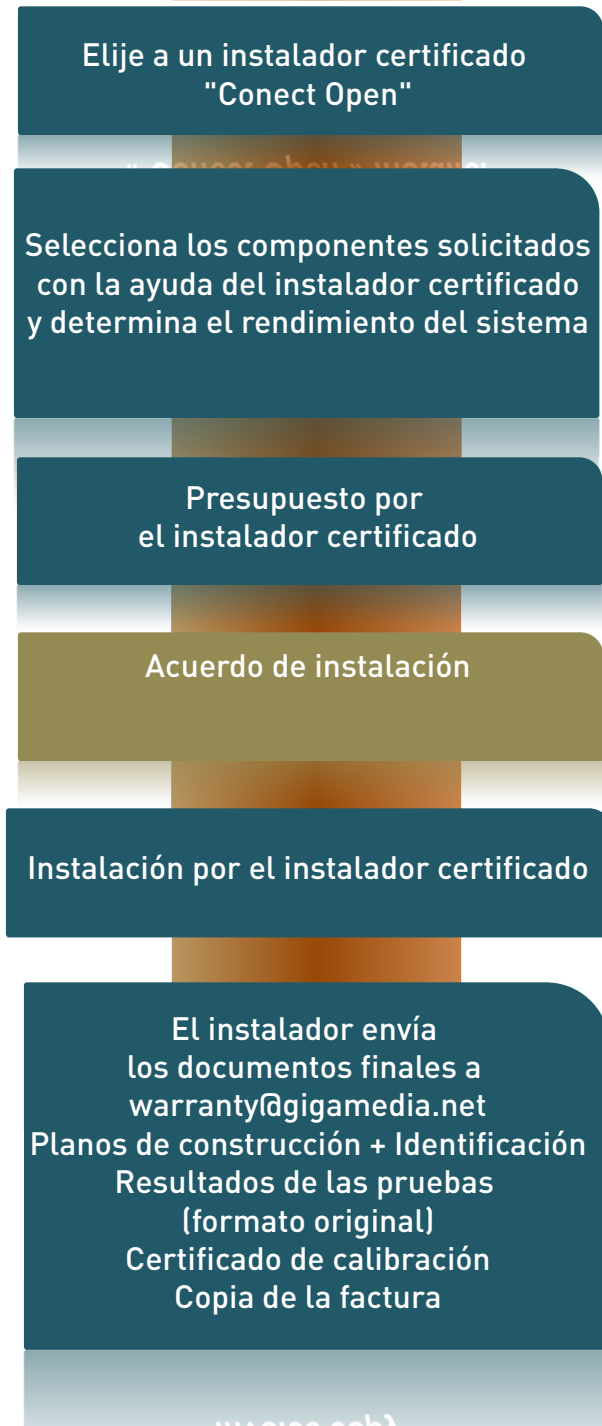 Elije a un instalador certificado
"Conect Open"
Selecciona los componentes solicitados
con la ayuda del instalador certificado
y determina el rendimiento del sistema
Presupuesto por
el instalador certificado
Acuerdo de instalación
Instalación por el instalador certificado
El instalador envía
los documentos finales a
warranty@gigamedia.net
Planos de construcción + Identificación
Resultados de las pruebas
(formato original)
Certificado de calibración
Copia de la factura